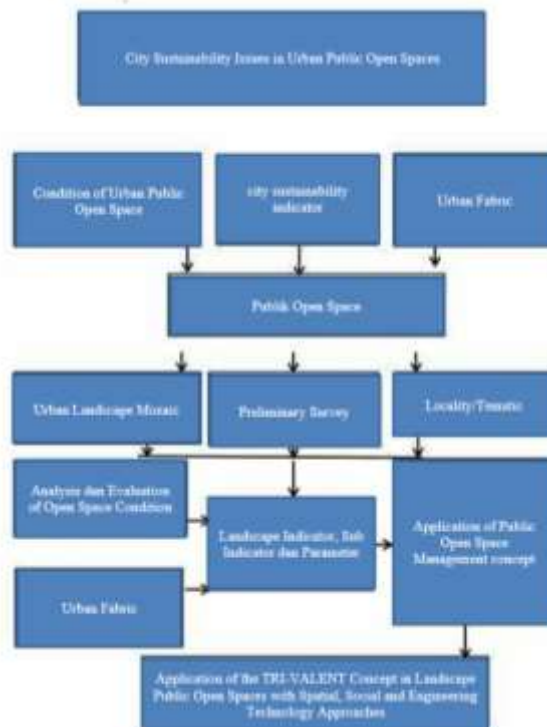 City Sustainability Issues in Urban Public Open Spaces
Condition of Urban Public
Open Space
city sustainability
indicator
Urban Fabric
Publik Open Space
Urban Landscape Mozaic
Preliminary Survey
Locality/Tematic
Analysis dan Evaluation
of Open Space Condition
Landscape Indicator, Sub
Indicator dan Parameter
Application of Public
Open Space
Management concept
Urban Fabric
Application of the TRI-VALENT Concept in Landscape
Public Open Spaces with Spatial, Social and Engineering
Technology Approaches